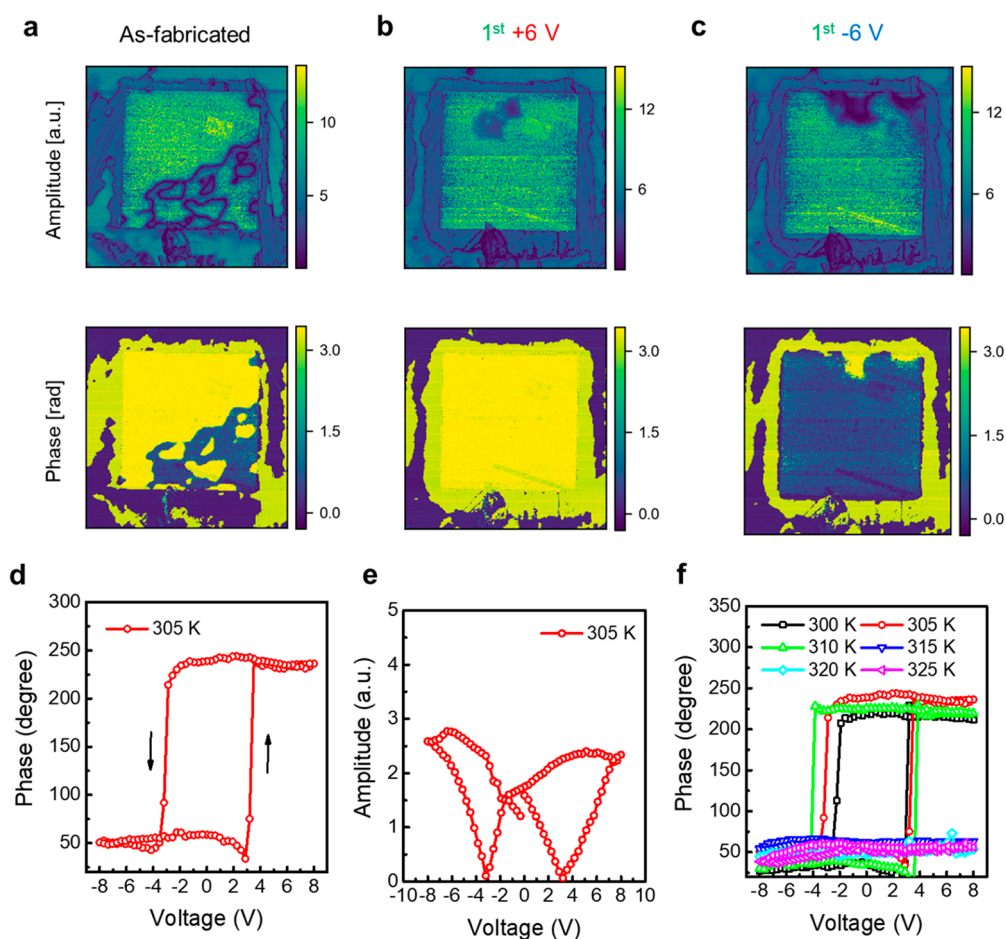 a
As-fabricated
b
1st +6 V
c
1st -6 V
Amplitude [a.u.]
10
5
12
6
12
6
Phase [rad]
3.0
1.5
0.0
3.0
1.5
0.0
3.0
1.5
0.0
d
300
250
200
150
100
50
Phase (degree)
305 K
-8 -6 -4 -2 0 2 4 6 8
Voltage (V)
e
5
4
3
2
1
0
Amplitude (a.u.)
305 K
-10 -8 -6 -4 -2 0 2 4 6 8 10
Voltage (V)
f
350
300
250
200
150
100
50
Phase (degree)
300 K 305 K
310 K 315 K
320 K 325 K
-8 -6 -4 -2 0 2 4 6 8
Voltage (V)